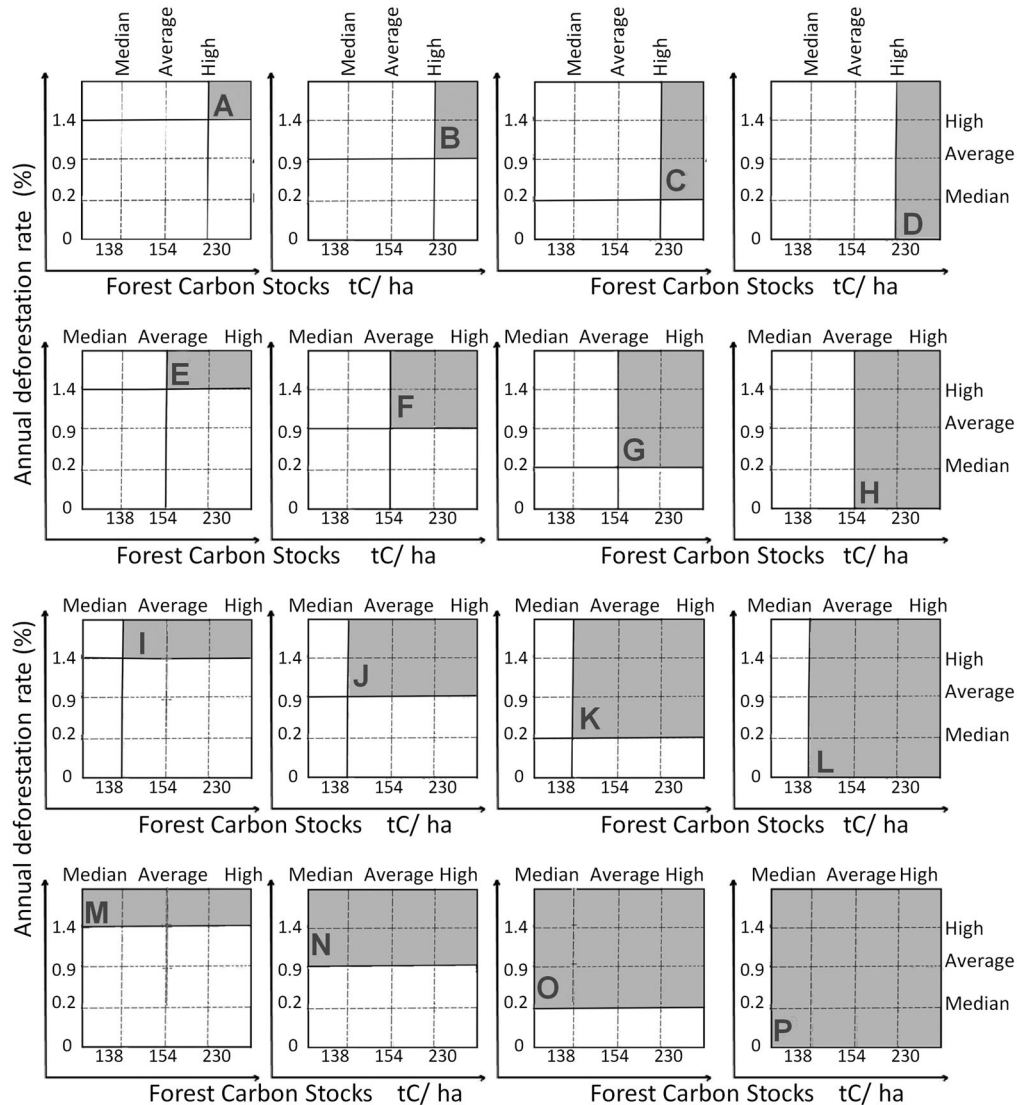 Median Average High Median Average High Median Average High Median Average High
A B C D
1.4 1.4 1.4 1.4 High
0.9 0.9 0.9 0.9 Average
0.2 0.2 0.2 0.2 Median
0 0 0 0
138 154 230 138 154 230 138 154 230 138 154 230
Forest Carbon Stocks tC/ ha Forest Carbon Stocks tC/ ha
Annual deforestation rate (%)
Median Average High Median Average High Median Average High Median Average High
E F G H
1.4 1.4 1.4 1.4 High
0.9 0.9 0.9 0.9 Average
0.2 0.2 0.2 0.2 Median
0 0 0 0
138 154 230 138 154 230 138 154 230 138 154 230
Forest Carbon Stocks tC/ ha Forest Carbon Stocks tC/ ha
Median Average High Median Average High Median Average High Median Average High
I J K L
1.4 1.4 1.4 1.4 High
0.9 0.9 0.9 0.9 Average
0.2 0.2 0.2 0.2 Median
0 0 0 0
138 154 230 138 154 230 138 154 230 138 154 230
Forest Carbon Stocks tC/ ha Forest Carbon Stocks tC/ ha
Annual deforestation rate (%)
Median Average High Median Average High Median Average High Median Average High
M N O P
1.4 1.4 1.4 1.4 High
0.9 0.9 0.9 0.9 Average
0.2 0.2 0.2 0.2 Median
0 0 0 0
138 154 230 138 154 230 138 154 230 138 154 230
Forest Carbon Stocks tC/ ha Forest Carbon Stocks tC/ ha